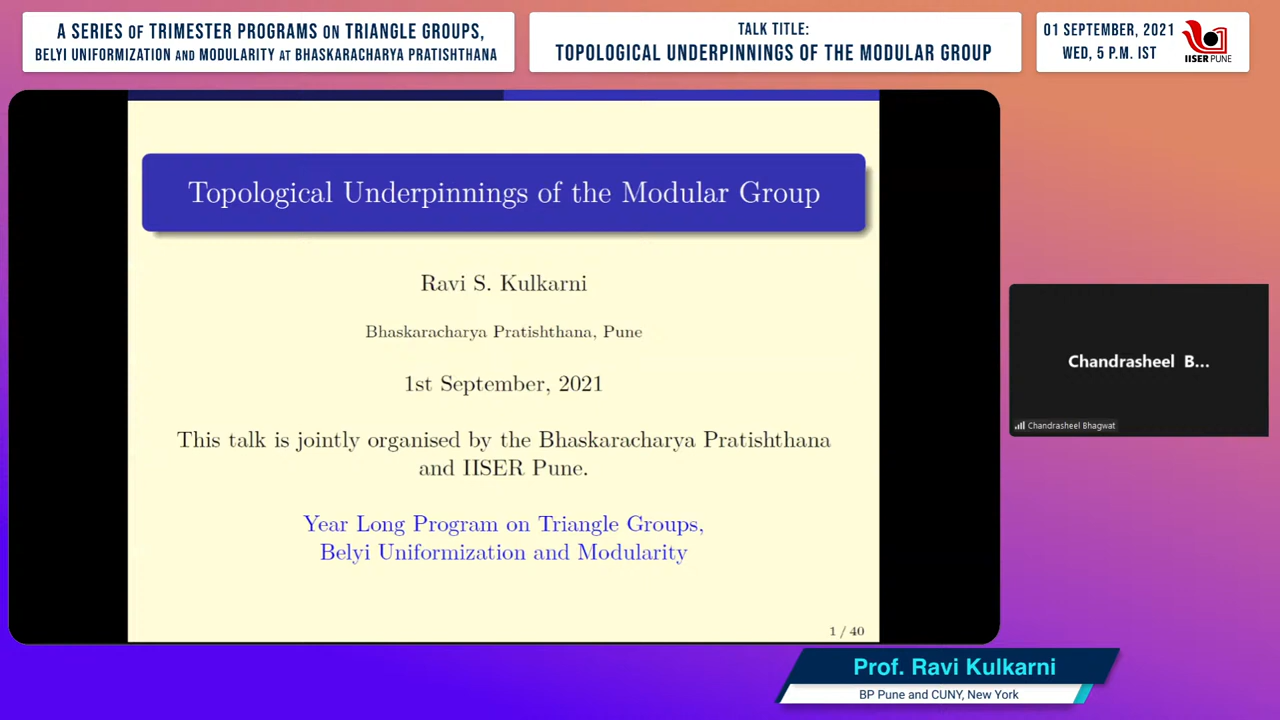 A SERIES OF TRIMESTER PROGRAMS ON TRIANGLE GROUPS,
BELYI UNIFORMIZATION AND MODULARITY AT BHASKARACHARYA PRATISHTHANA
TALK TITLE:
TOPOLOGICAL UNDERPINNINGS OF THE MODULAR GROUP
01 SEPTEMBER, 2021
WED, 5 P.M. IST
IISER PUNE
Topological Underpinnings of the Modular Group
Ravi S. Kulkarni
Bhaskaracharya Pratishthana, Pune
1st September, 2021
This talk is jointly organised by the Bhaskaracharya Pratishthana
and IISER Pune.
Year Long Program on Triangle Groups,
Belyi Uniformization and Modularity
1 / 40
Chandrasheel B...
Chandrasheel Bhagwat
Prof. Ravi Kulkarni
BP Pune and CUNY, New York